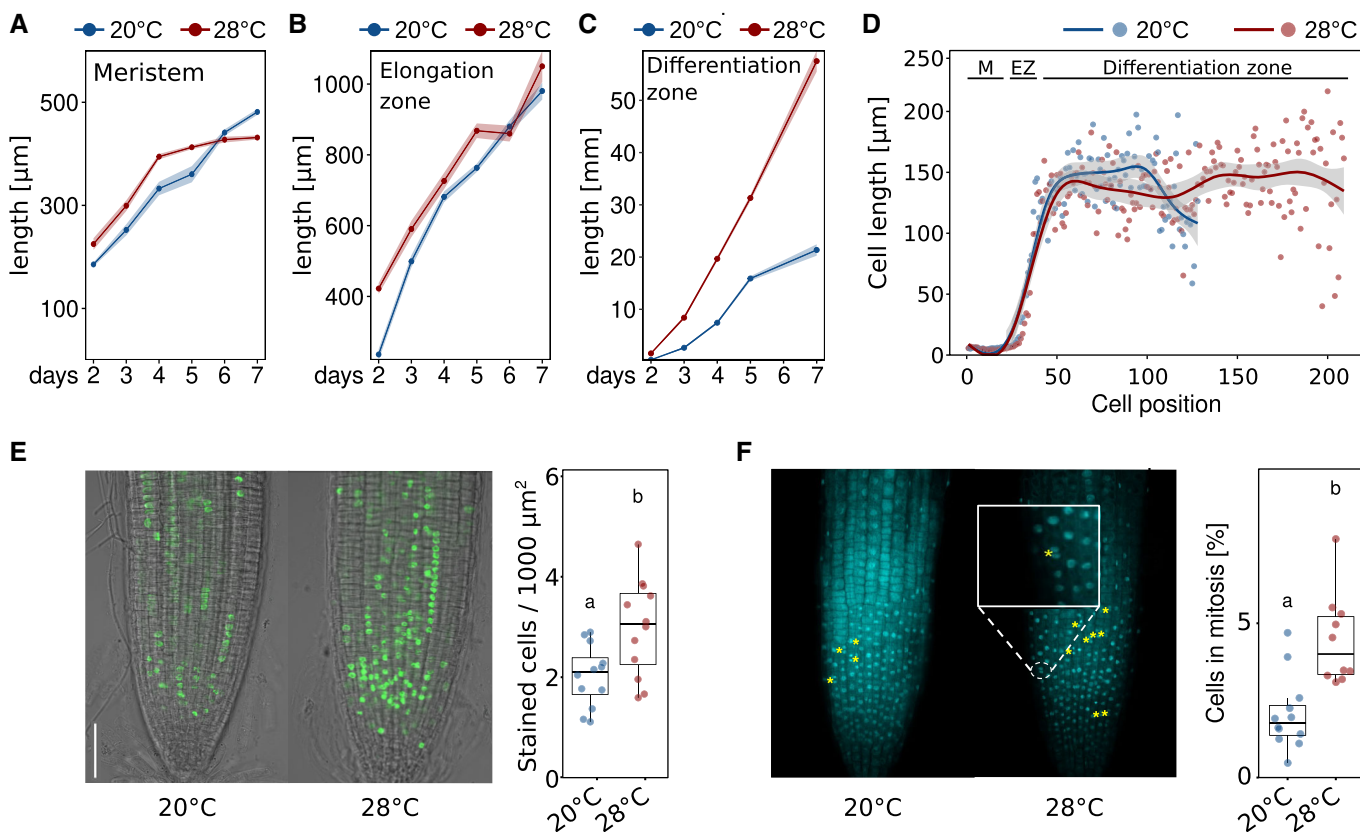 A
20°C 28°C
Meristem
length [µm]
500
300
100
days 2 3 4 5 6 7
B
20°C 28°C
Elongation
zone
length [µm]
1000
800
600
400
days 2 3 4 5 6 7
C
20°C 28°C
Differentiation
zone
length [mm]
50
40
30
20
10
days 2 3 4 5 6 7
D
20°C 28°C
M EZ Differentiation zone
Cell length [µm]
250
200
150
100
50
0
0 50 100 150 200
Cell position
E
20°C 28°C
Stained cells / 1000 µm²
6
4
2
0
a b
20°C 28°C
F
20°C 28°C
Cells in mitosis [%]
5
0
a b
20°C 28°C